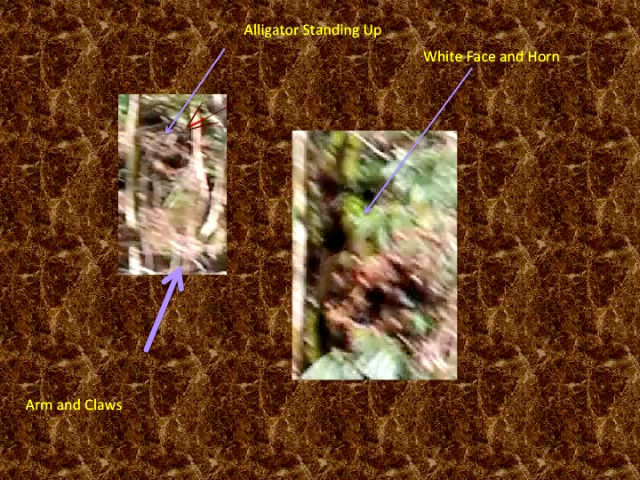 Alligator Standing Up
White Face and Horn
Arm and Claws